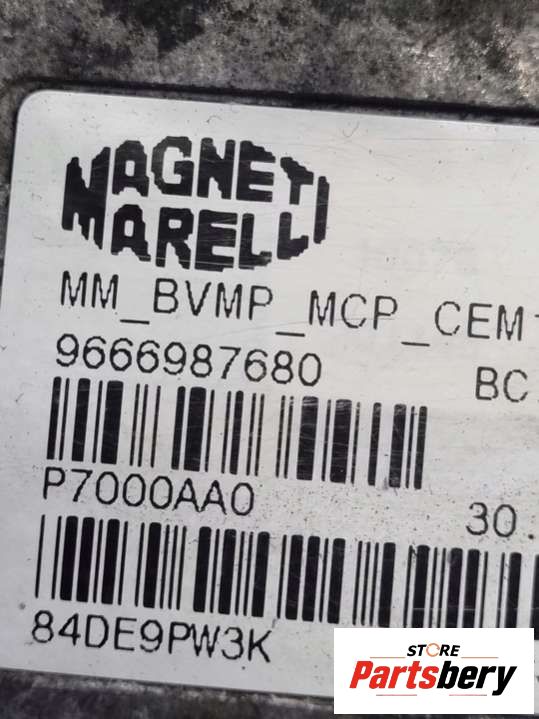 MAGNETI
MARELLI
MM_BVMP_MCP_CEM
9666987680 BC
P7000AA0 30.
84DE9PW3K
STORE
Partsbery